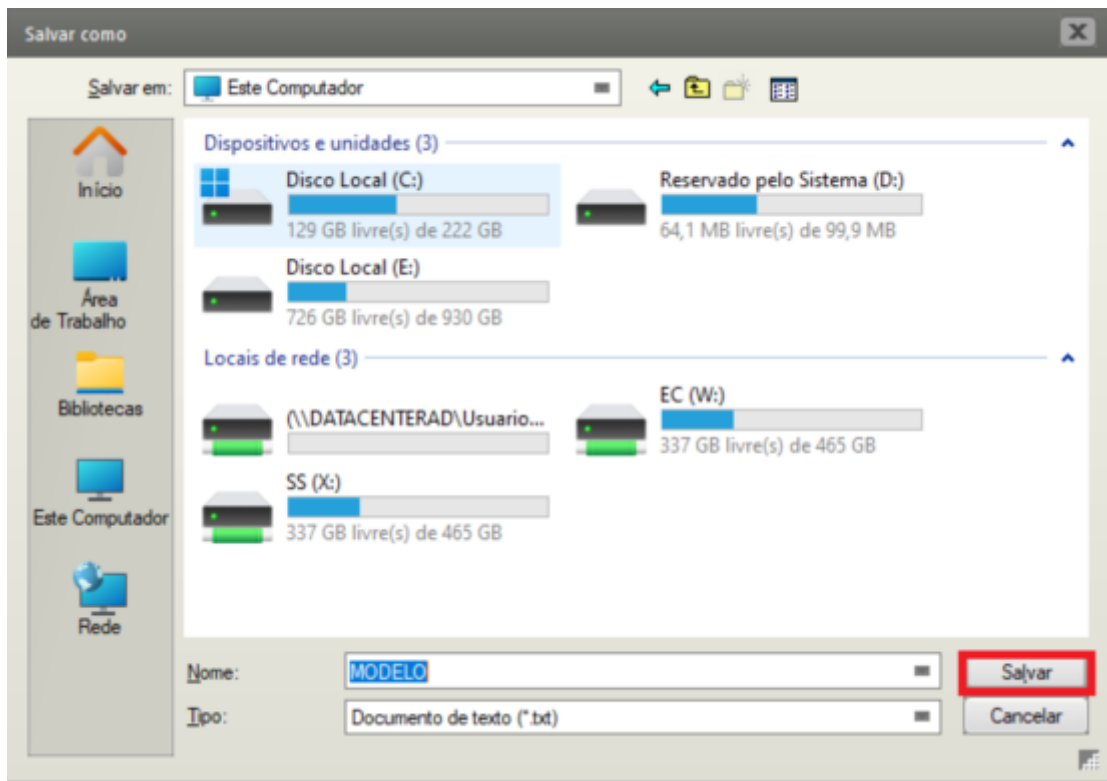 Salvar como
Salvar em:
Este Computador
Início
Área
de Trabalho
Bibliotecas
Este Computador
Rede
Dispositivos e unidades (3)
Disco Local (C:)
129 GB livre(s) de 222 GB
Reservado pelo Sistema (D:)
64,1 MB livre(s) de 99,9 MB
Disco Local (E:)
726 GB livre(s) de 930 GB
Locais de rede (3)
(\\DATACENTERAD\Usuario...
EC (W:)
337 GB livre(s) de 465 GB
SS (X:)
337 GB livre(s) de 465 GB
Nome:
MODELO
Salvar
Tipo:
Documento de texto (*.txt)
Cancelar